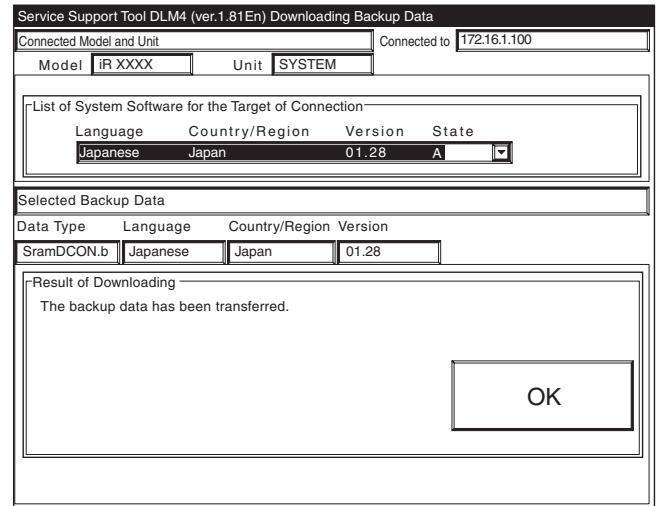 Service Support Tool DLM4 (ver.1.81En) Downloading Backup Data
Connected Model and Unit Connected to 172.16.1.100
Model iR XXXX Unit SYSTEM
List of System Software for the Target of Connection
Language Country/Region Version State
Japanese Japan 01.28 A
Selected Backup Data
Data Type Language Country/Region Version
SramDCON.b Japanese Japan 01.28
Result of Downloading
The backup data has been transferred.
OK